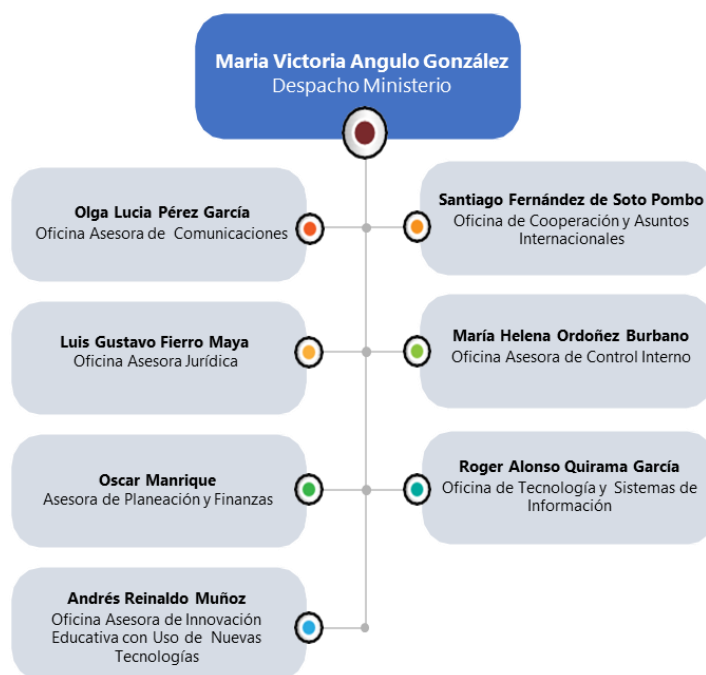 Maria Victoria Angulo González
Despacho Ministerio
Olga Lucia Pérez García
Oficina Asesora de Comunicaciones
Santiago Fernández de Soto Pombo
Oficina de Cooperación y Asuntos
Internacionales
Luis Gustavo Fierro Maya
Oficina Asesora Jurídica
María Helena Ordoñez Burbano
Oficina Asesora de Control Interno
Oscar Manrique
Asesora de Planeación y Finanzas
Roger Alonso Quirama García
Oficina de Tecnología y Sistemas de
Información
Andrés Reinaldo Muñoz
Oficina Asesora de Innovación
Educativa con Uso de Nuevas
Tecnologías